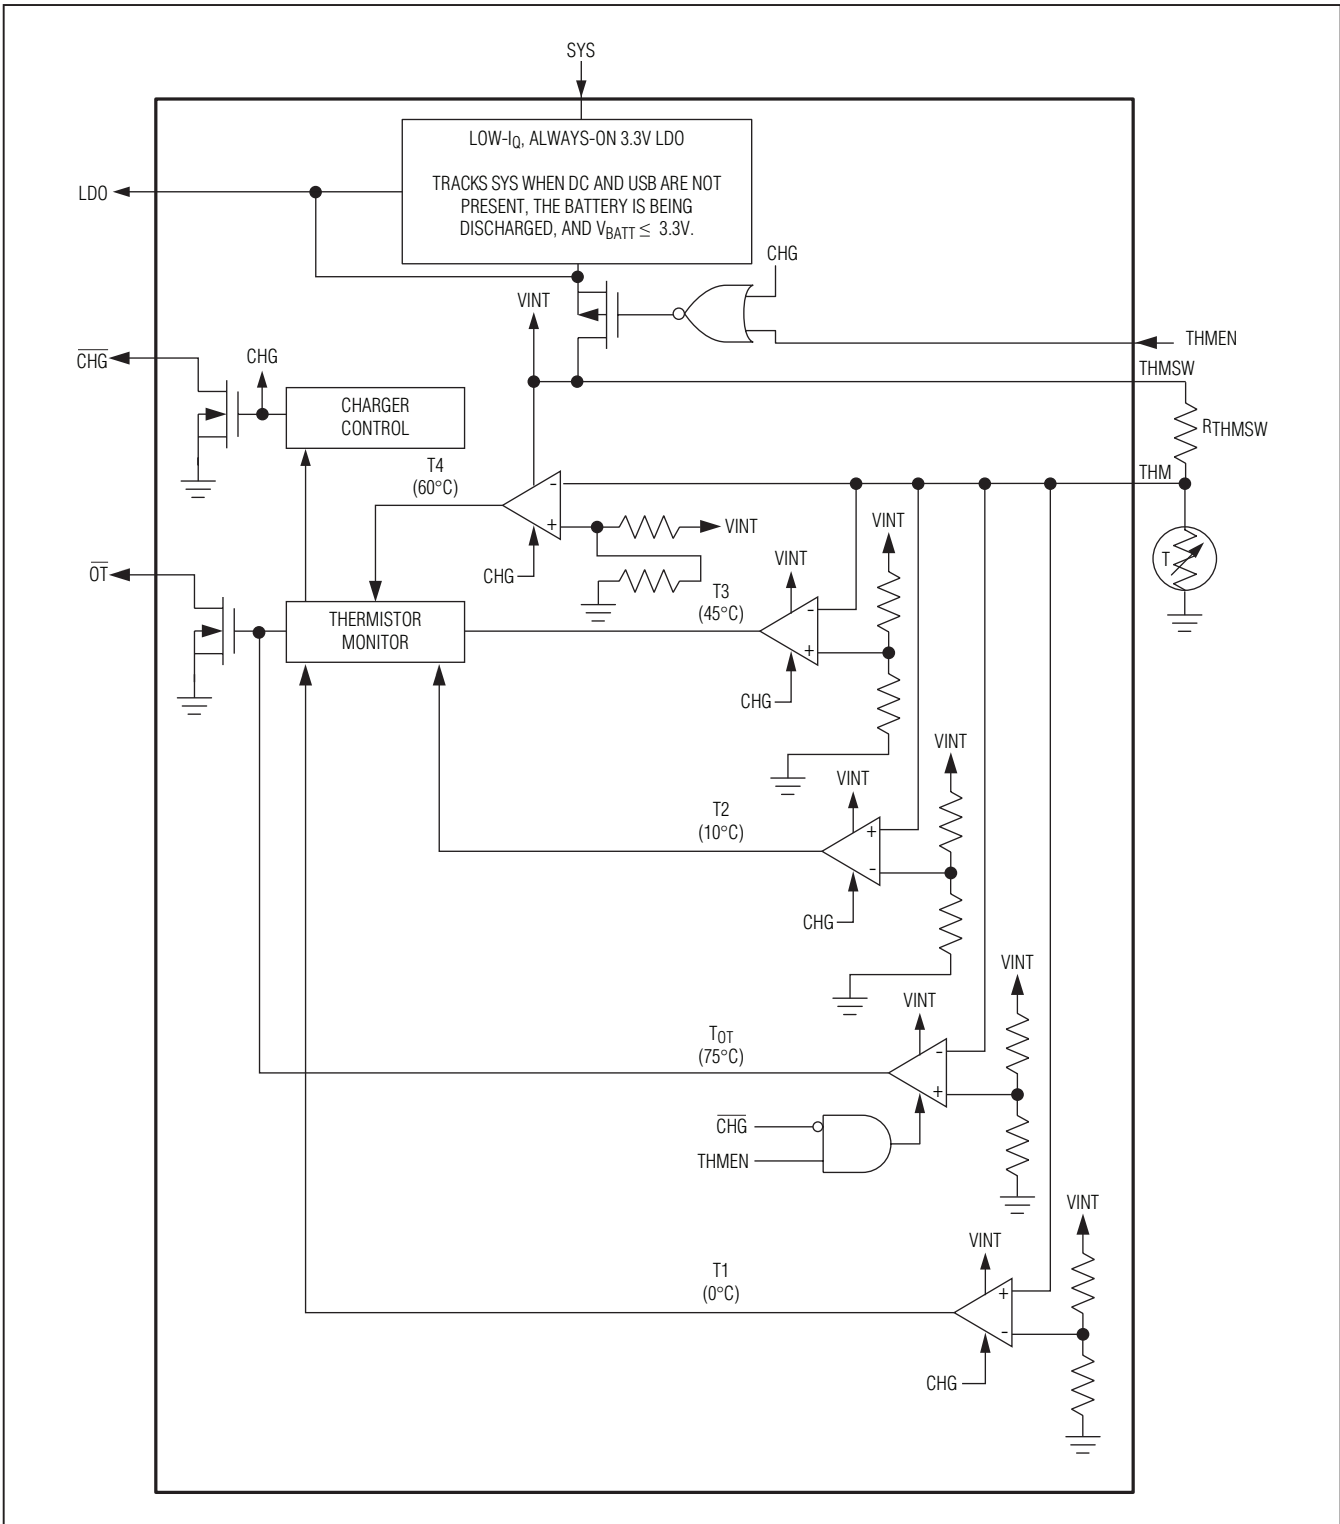 SYS
LOW-IQ, ALWAYS-ON 3.3V LDO
TRACKS SYS WHEN DC AND USB ARE NOT
PRESENT, THE BATTERY IS BEING
DISCHARGED, AND VBATT ≤ 3.3V.
LDO
CHG
VINT
THMEN
CHG
CHG
THMSW
CHARGER
CONTROL
RTHMSW
T4
(60°C)
-
+
THM
VINT
CHG
VINT
OT
VINT
T
T3
(45°C)
-
+
THERMISTOR
MONITOR
CHG
VINT
VINT
T2
(10°C)
+
-
CHG
VINT
VINT
TOT
(75°C)
-
+
CHG
THMEN
VINT
VINT
T1
(0°C)
+
-
CHG